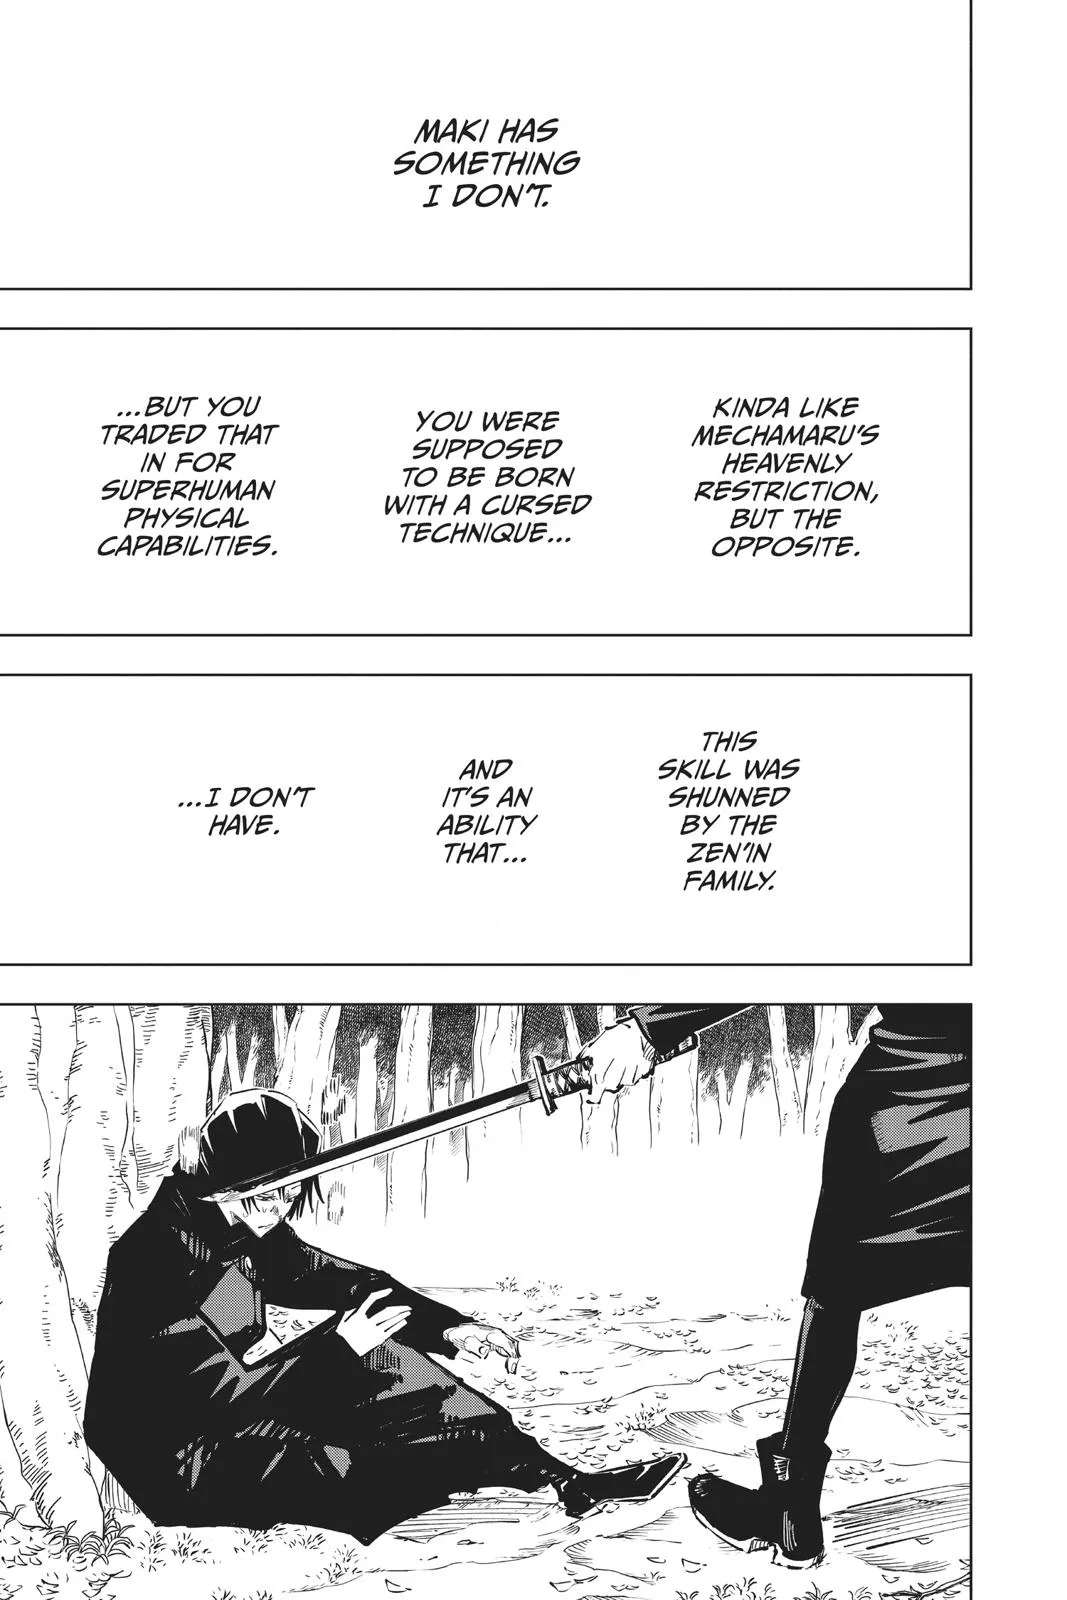 MAKI HAS
SOMETHING
I DON'T.
KINDA LIKE
MECHAMARU'S
HEAVENLY
RESTRICTION,
BUT THE
OPPOSITE.
YOU WERE
SUPPOSED
TO BE BORN
WITH A CURSED
TECHNIQUE...
...BUT YOU
TRADED THAT
IN FOR
SUPERHUMAN
PHYSICAL
CAPABILITIES.
THIS
SKILL WAS
SHUNNED
BY THE
ZEN'IN
FAMILY.
AND
IT'S AN
ABILITY
THAT...
...I DON'T
HAVE.